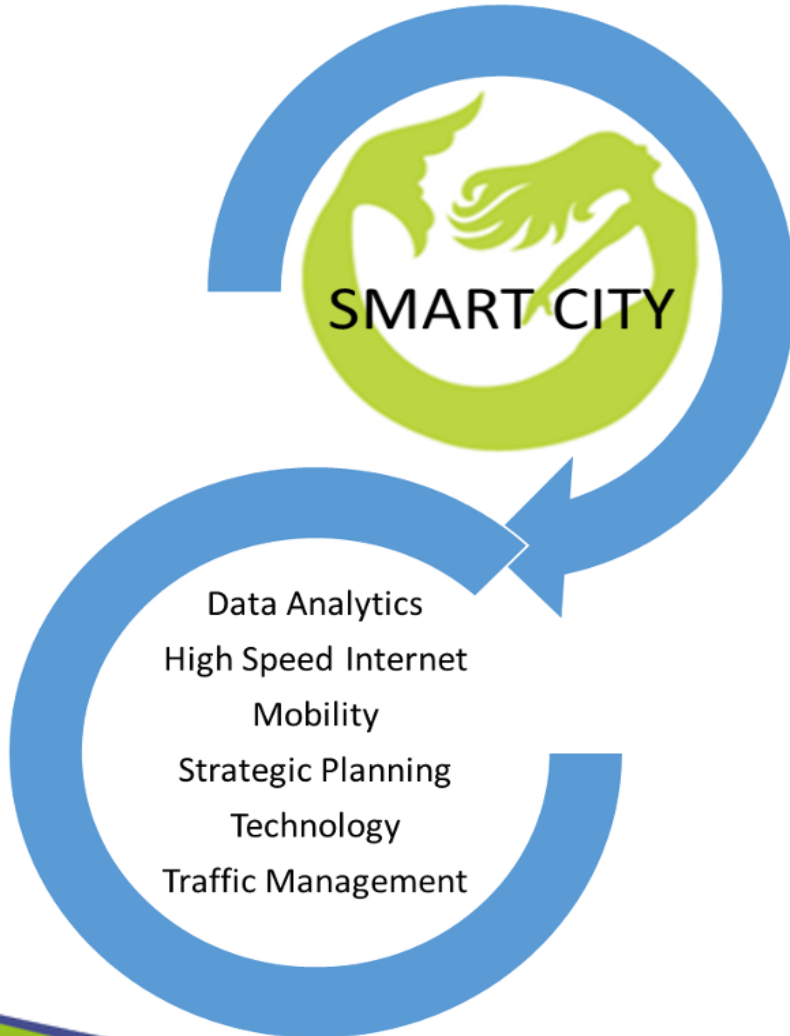 SMART CITY
Data Analytics
High Speed Internet
Mobility
Strategic Planning
Technology
Traffic Management